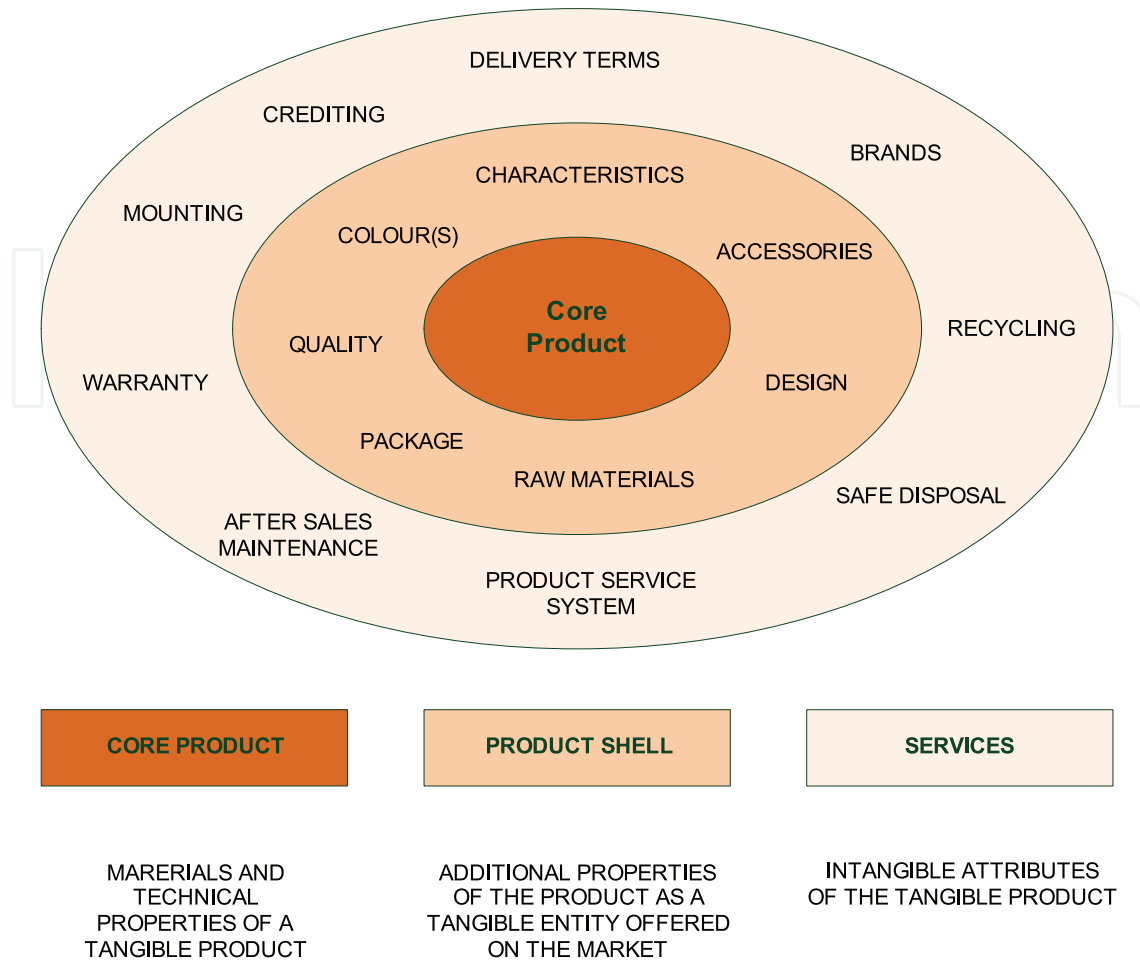 DELIVERY TERMS
CREDITING
BRANDS
CHARACTERISTICS
MOUNTING
COLOUR(S)
ACCESSORIES
Core
Product
RECYCLING
QUALITY
WARRANTY
DESIGN
PACKAGE
RAW MATERIALS
SAFE DISPOSAL
AFTER SALES
MAINTENANCE
PRODUCT SERVICE
SYSTEM
CORE PRODUCT
PRODUCT SHELL
SERVICES
MARERIALS AND
TECHNICAL
PROPERTIES OF A
TANGIBLE PRODUCT
ADDITIONAL PROPERTIES
OF THE PRODUCT AS A
TANGIBLE ENTITY OFFERED
ON THE MARKET
INTANGIBLE ATTRIBUTES
OF THE TANGIBLE PRODUCT